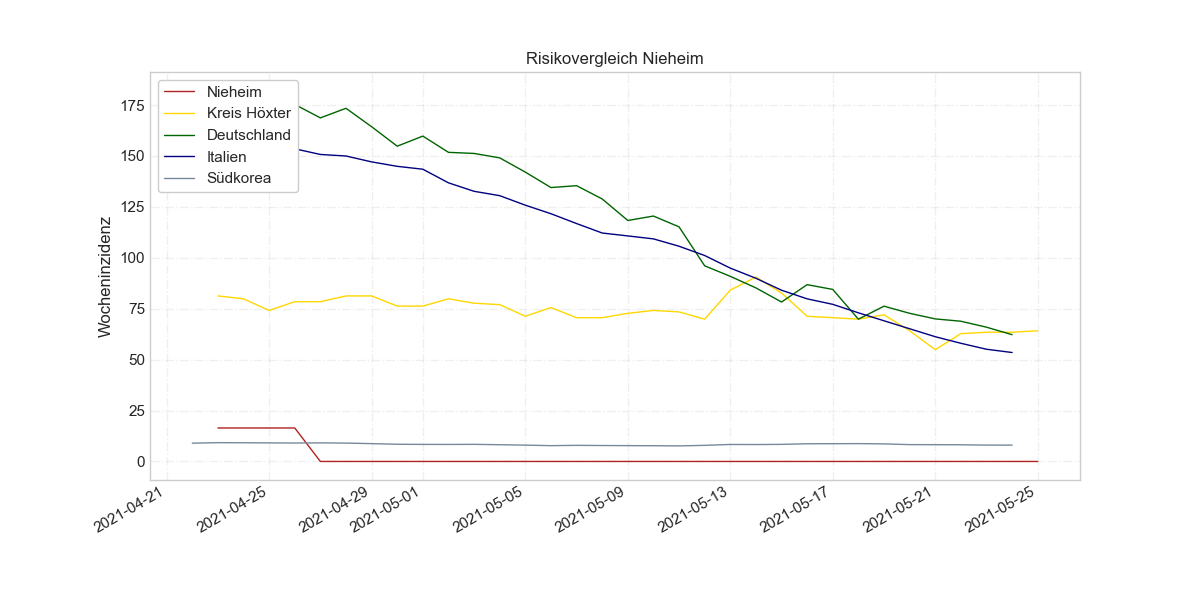 Risikovergleich Nieheim
Nieheim
Kreis Höxter
Deutschland
Italien
Südkorea
Wocheninzidenz
175
150
125
100
75
50
25
0
2021-04-21
2021-04-25
2021-04-29
2021-05-01
2021-05-05
2021-05-09
2021-05-13
2021-05-17
2021-05-21
2021-05-25